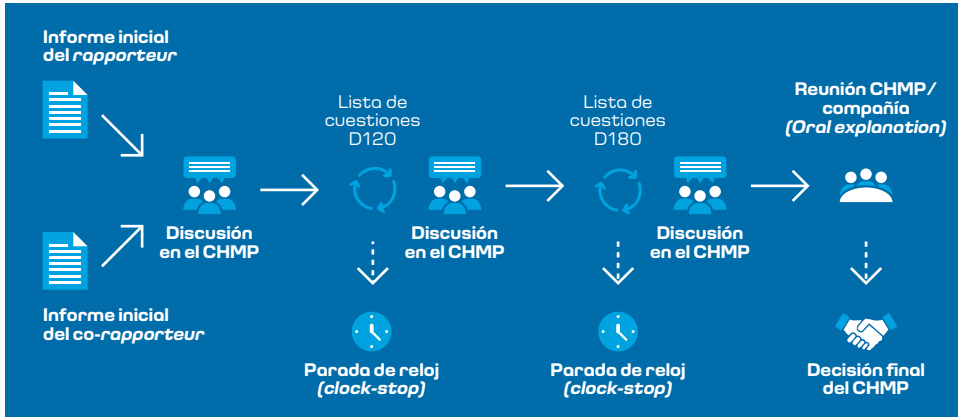 Informe inicial
del rapporteur
Informe inicial
del co-rapporteur
Discusión
en el CHMP
Lista de
cuestiones
D120
Parada de reloj
(clock-stop)
Discusión
en el CHMP
Lista de
cuestiones
D180
Parada de reloj
(clock-stop)
Discusión
en el CHMP
Reunión CHMP/
compañía
(Oral explanation)
Decisión final
del CHMP